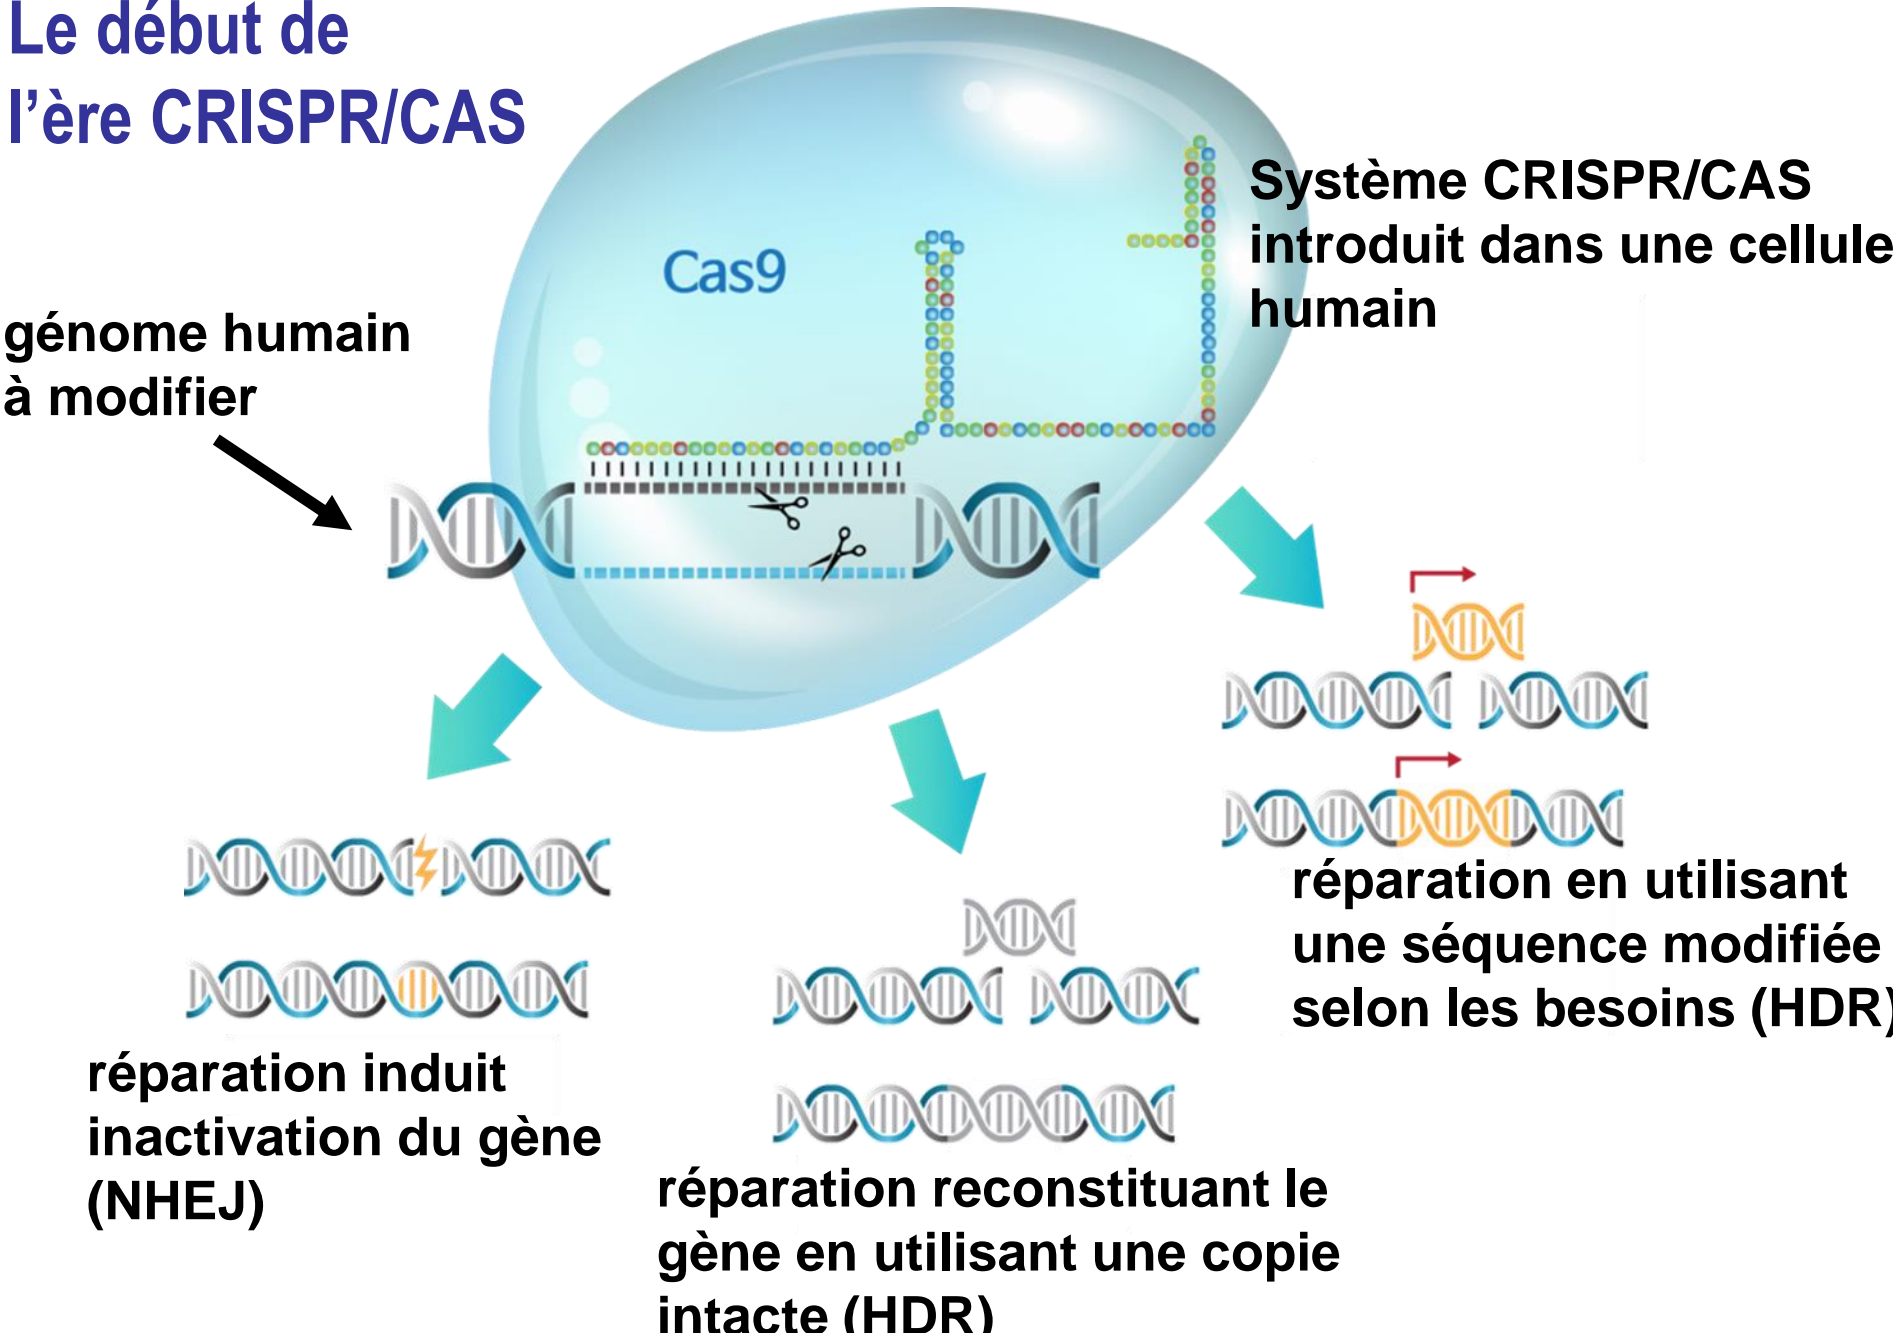 Le début de
l’ère CRISPR/CAS
Système CRISPR/CAS
introduit dans une cellule
humain
Cas9
génome humain
à modifier
réparation en utilisant
une séquence modifiée
selon les besoins (HDR)
réparation induit
inactivation du gène
(NHEJ)
réparation reconstituant le
gène en utilisant une copie
intacte (HDR)